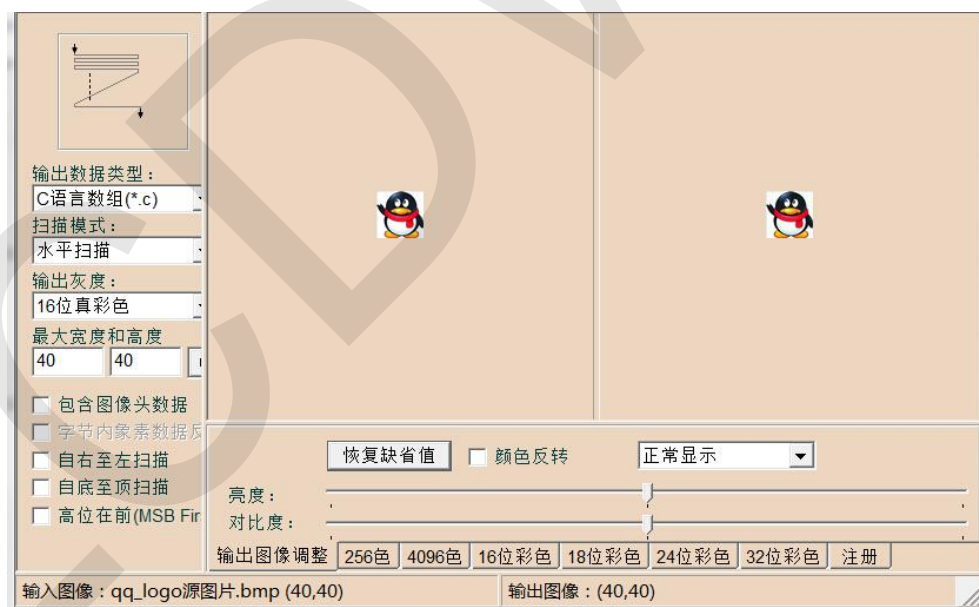 输出数据类型：
C语言数组(*.c)
扫描模式：
水平扫描
输出灰度：
16位真彩色
最大宽度和高度
40 40
包含图像头数据
字节内象素数据反
自右至左扫描
自底至顶扫描
高位在前(MSB Fir
恢复缺省值 颜色反转 正常显示
亮度：
对比度：
输出图像调整 256色 4096色 16位彩色 18位彩色 24位彩色 32位彩色 注册
输入图像：qq_logo源图片.bmp (40,40) 输出图像：(40,40)